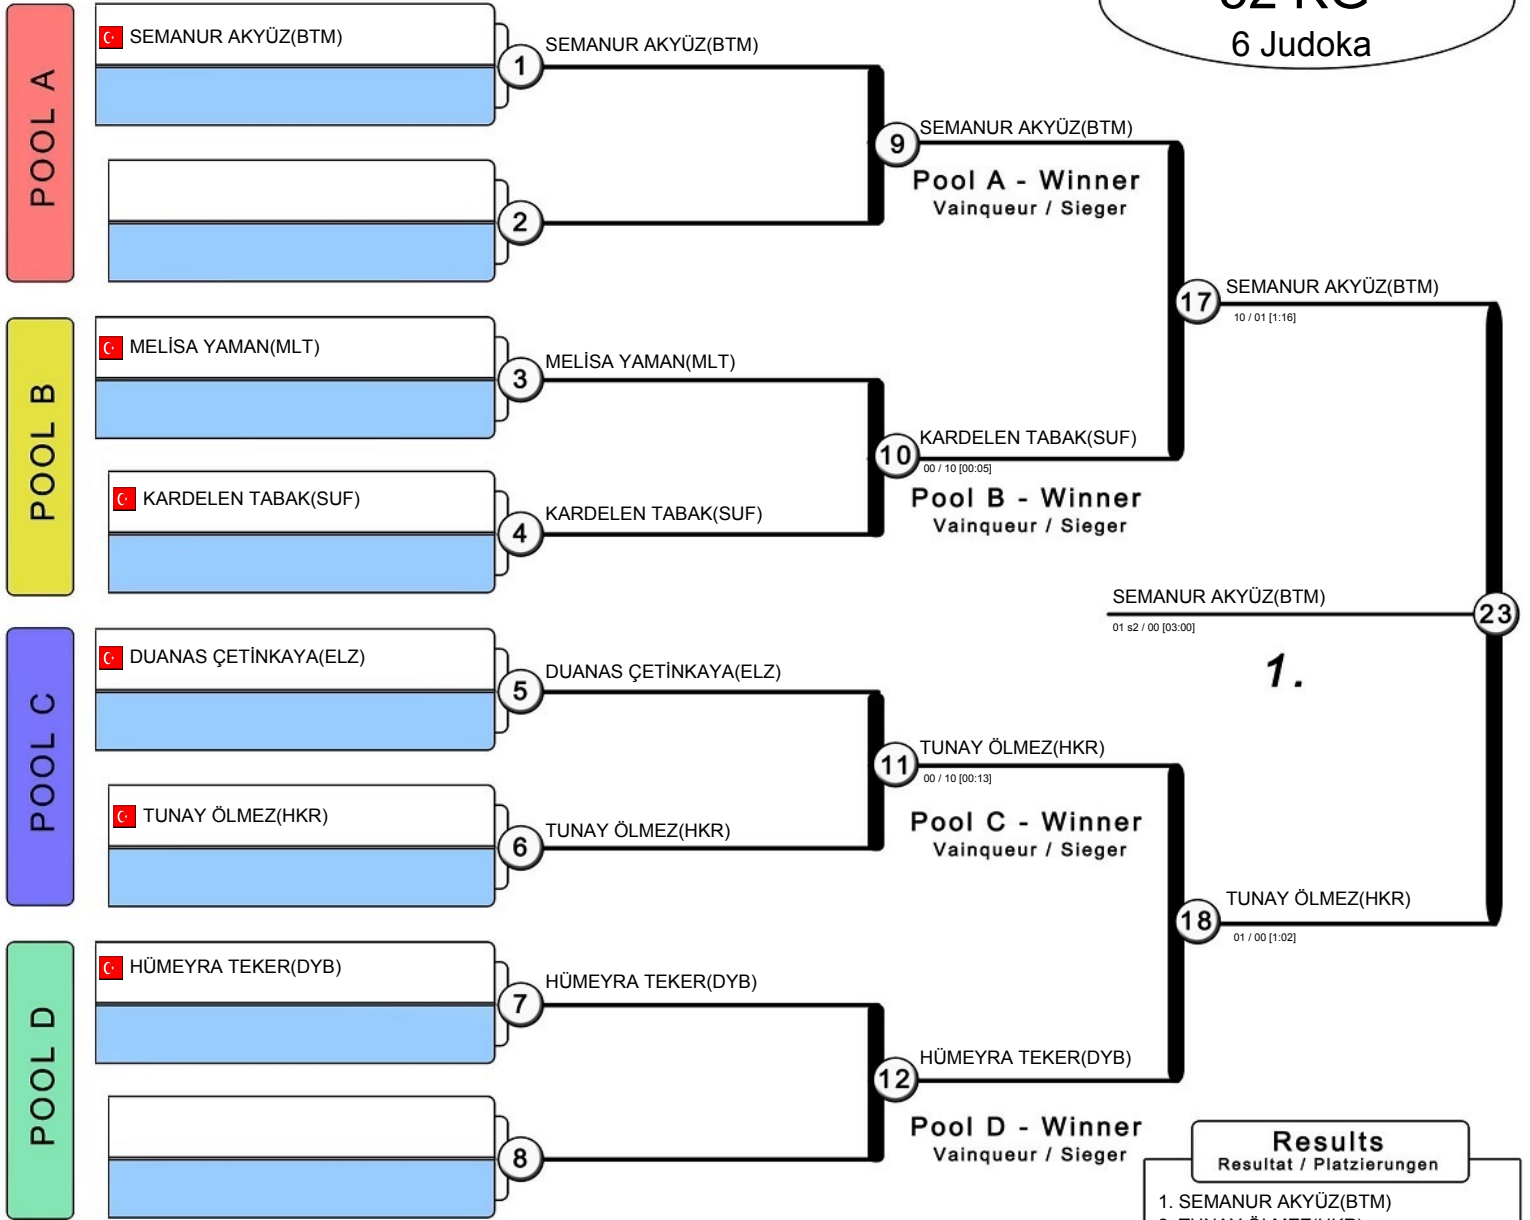 6 Judoka
POOL A
SEMANUR AKYÜZ(BTM)
1
SEMANUR AKYÜZ(BTM)
2
9
SEMANUR AKYÜZ(BTM)
Pool A - Winner
Vainqueur / Sieger
POOL B
MELİSA YAMAN(MLT)
3
MELİSA YAMAN(MLT)
KARDELEN TABAK(SUF)
4
KARDELEN TABAK(SUF)
10
KARDELEN TABAK(SUF)
00 / 10 [00:05]
Pool B - Winner
Vainqueur / Sieger
17
SEMANUR AKYÜZ(BTM)
10 / 01 [1:16]
SEMANUR AKYÜZ(BTM)
01 s2 / 00 [03:00]
23
1.
POOL C
DUANAS ÇETİNKAYA(ELZ)
5
DUANAS ÇETİNKAYA(ELZ)
TUNAY ÖLMEZ(HKR)
6
TUNAY ÖLMEZ(HKR)
11
TUNAY ÖLMEZ(HKR)
00 / 10 [00:13]
Pool C - Winner
Vainqueur / Sieger
18
TUNAY ÖLMEZ(HKR)
01 / 00 [1:02]
POOL D
HÜMEYRA TEKER(DYB)
7
HÜMEYRA TEKER(DYB)
8
12
HÜMEYRA TEKER(DYB)
Pool D - Winner
Vainqueur / Sieger
Results
Resultat / Platzierungen
1. SEMANUR AKYÜZ(BTM)
2. TUNAY ÖLMEZ(HKR)